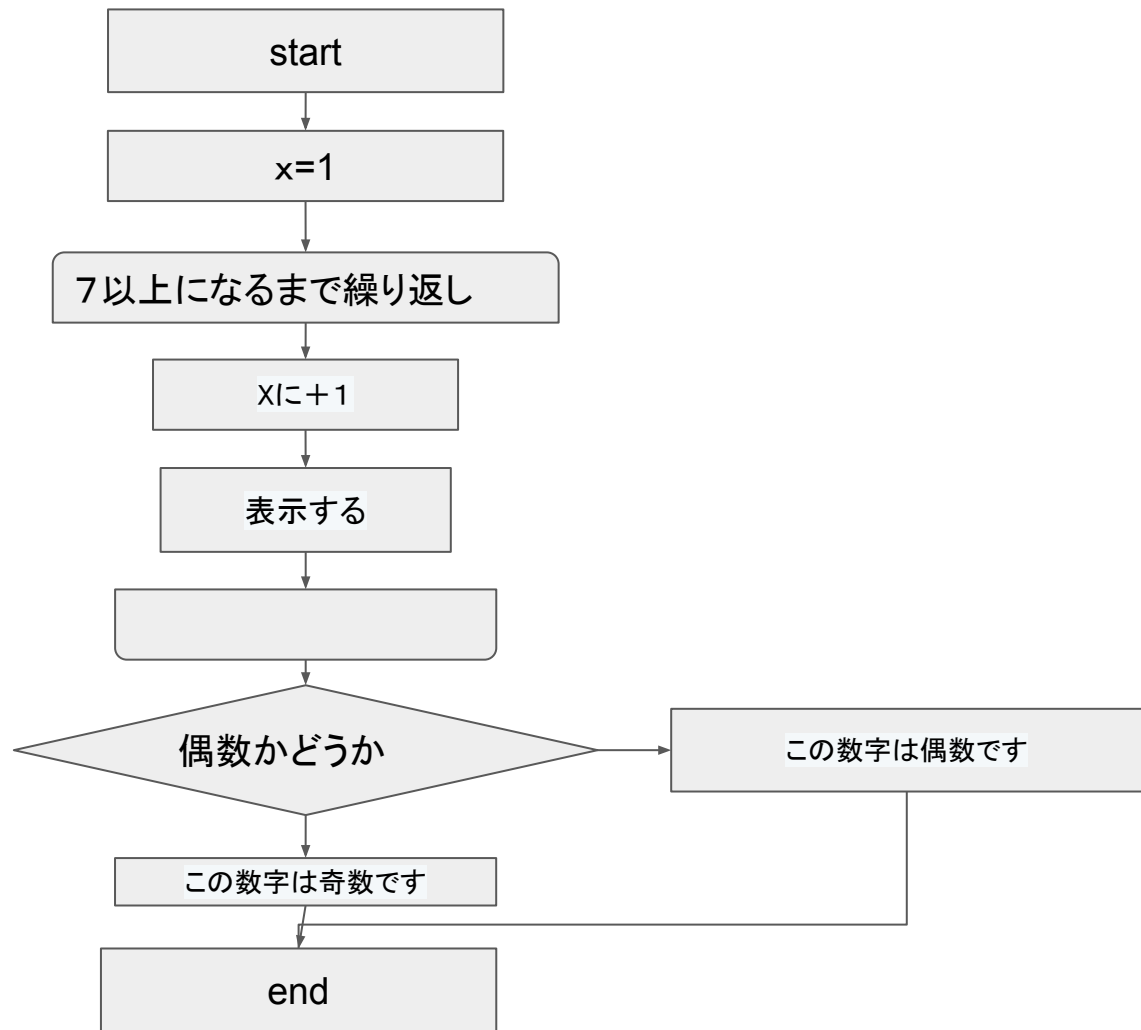 start
x=1
７以上になるまで繰り返し
Xに＋１
表示する
偶数かどうか
この数字は偶数です
この数字は奇数です
end